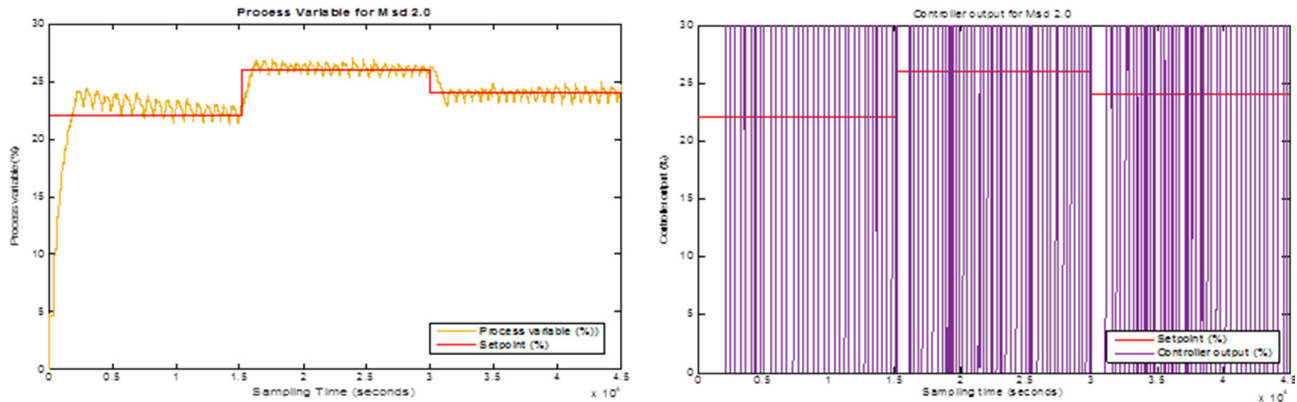 Process Variable for Msd 2.0
30
25
20
15
10
5
0
Process variable (%)
Process variable (%))
Setpoint (%)
0 0.5 1 1.5 2 2.5 3 3.5 4 4.5
Sampling Time (seconds)
x 10⁴
Controller output for Msd 2.0
30
25
20
15
10
5
0
Controller output (%)
Setpoint (%)
Controller output (%)
0 0.5 1 1.5 2 2.5 3 3.5 4 4.5
Sampling time (seconds)
x 10⁴